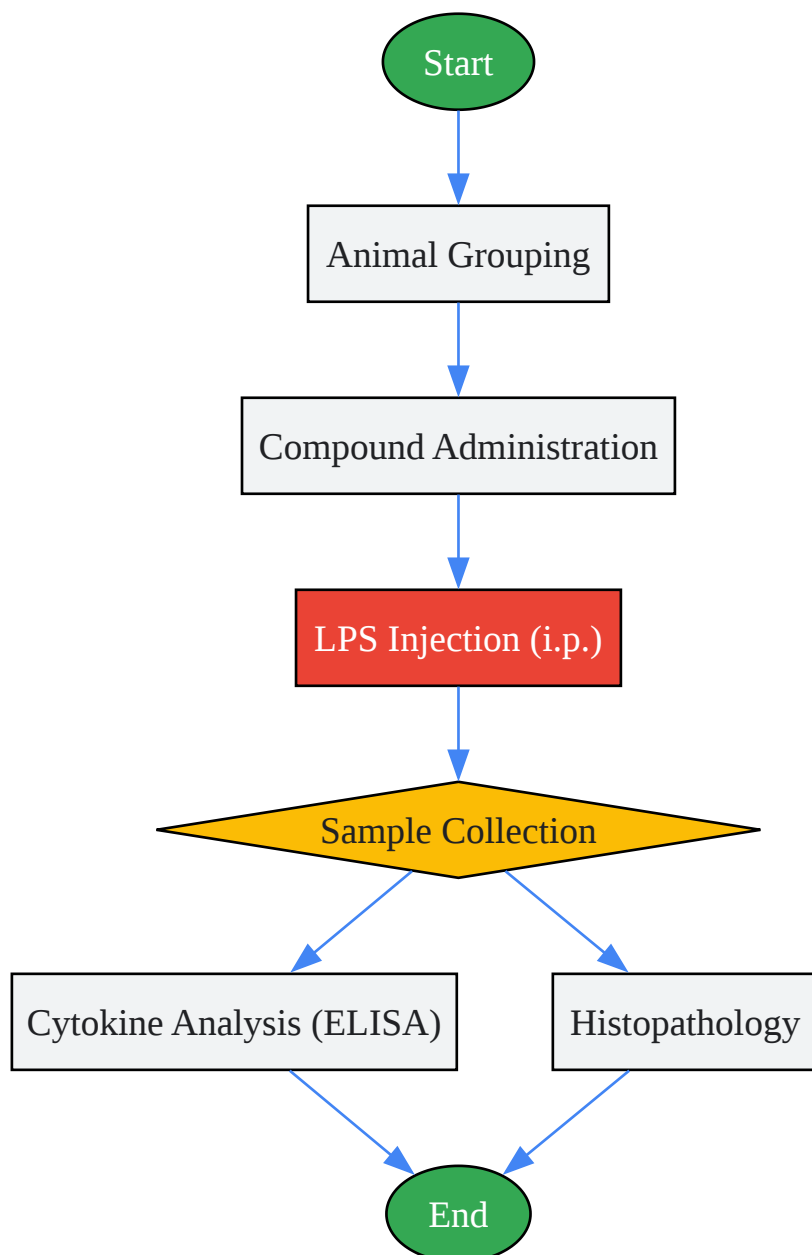 Start
Animal Grouping
Compound Administration
LPS Injection (i.p.)
Sample Collection
Cytokine Analysis (ELISA)
Histopathology
End